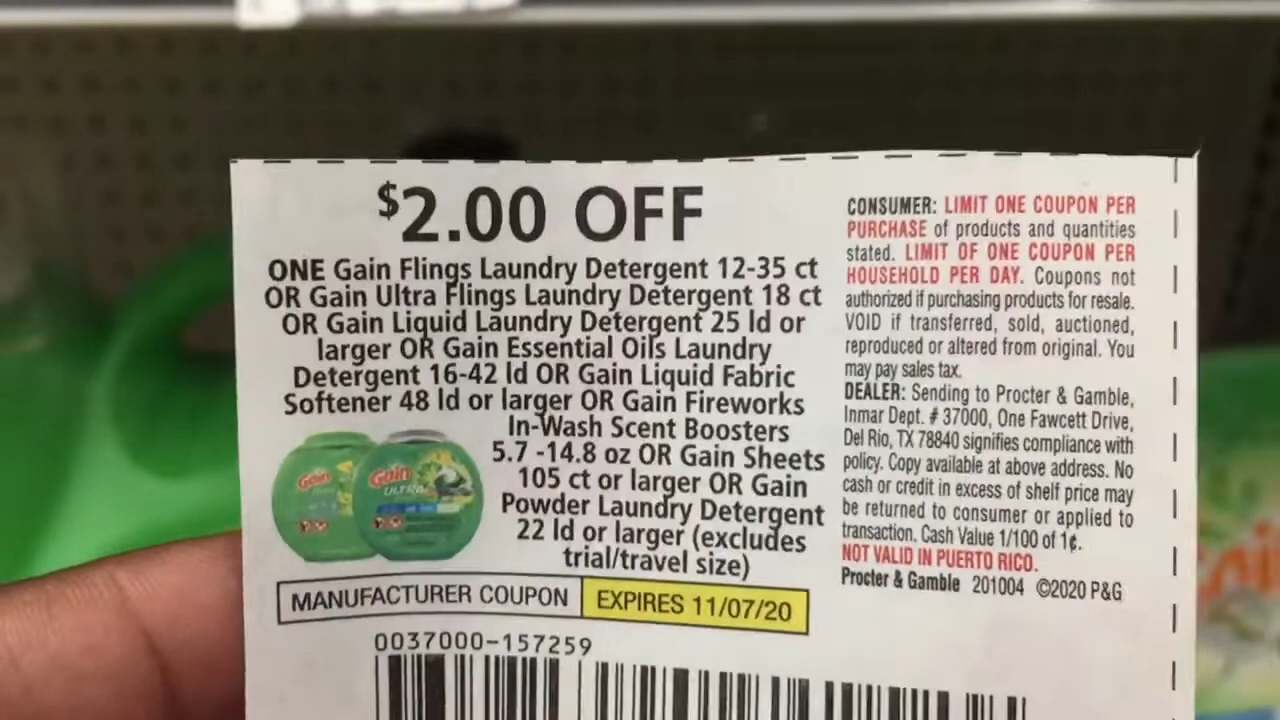 $2.00 OFF
ONE Gain Flings Laundry Detergent 12-35 ct
OR Gain Ultra Flings Laundry Detergent 18 ct
OR Gain Liquid Laundry Detergent 25 ld or
larger OR Gain Essential Oils Laundry
Detergent 16-42 ld OR Gain Liquid Fabric
Softener 48 ld or larger OR Gain Fireworks
In-Wash Scent Boosters
5.7 -14.8 oz OR Gain Sheets
105 ct or larger OR Gain
Powder Laundry Detergent
22 ld or larger (excludes
trial/travel size)
Gain
Gain
ULTRA
MANUFACTURER COUPON
EXPIRES 11/07/20
0037000-157259
CONSUMER: LIMIT ONE COUPON PER
PURCHASE of products and quantities
stated. LIMIT OF ONE COUPON PER
HOUSEHOLD PER DAY. Coupons not
authorized if purchasing products for resale.
VOID if transferred, sold, auctioned,
reproduced or altered from original. You
may pay sales tax.
DEALER: Sending to Procter & Gamble,
Inmar Dept. # 37000, One Fawcett Drive,
Del Rio, TX 78840 signifies compliance with
policy. Copy available at above address. No
cash or credit in excess of shelf price may
be returned to consumer or applied to
transaction. Cash Value 1/100 of 1¢.
NOT VALID IN PUERTO RICO.
Procter & Gamble 201004 ©2020 P&G